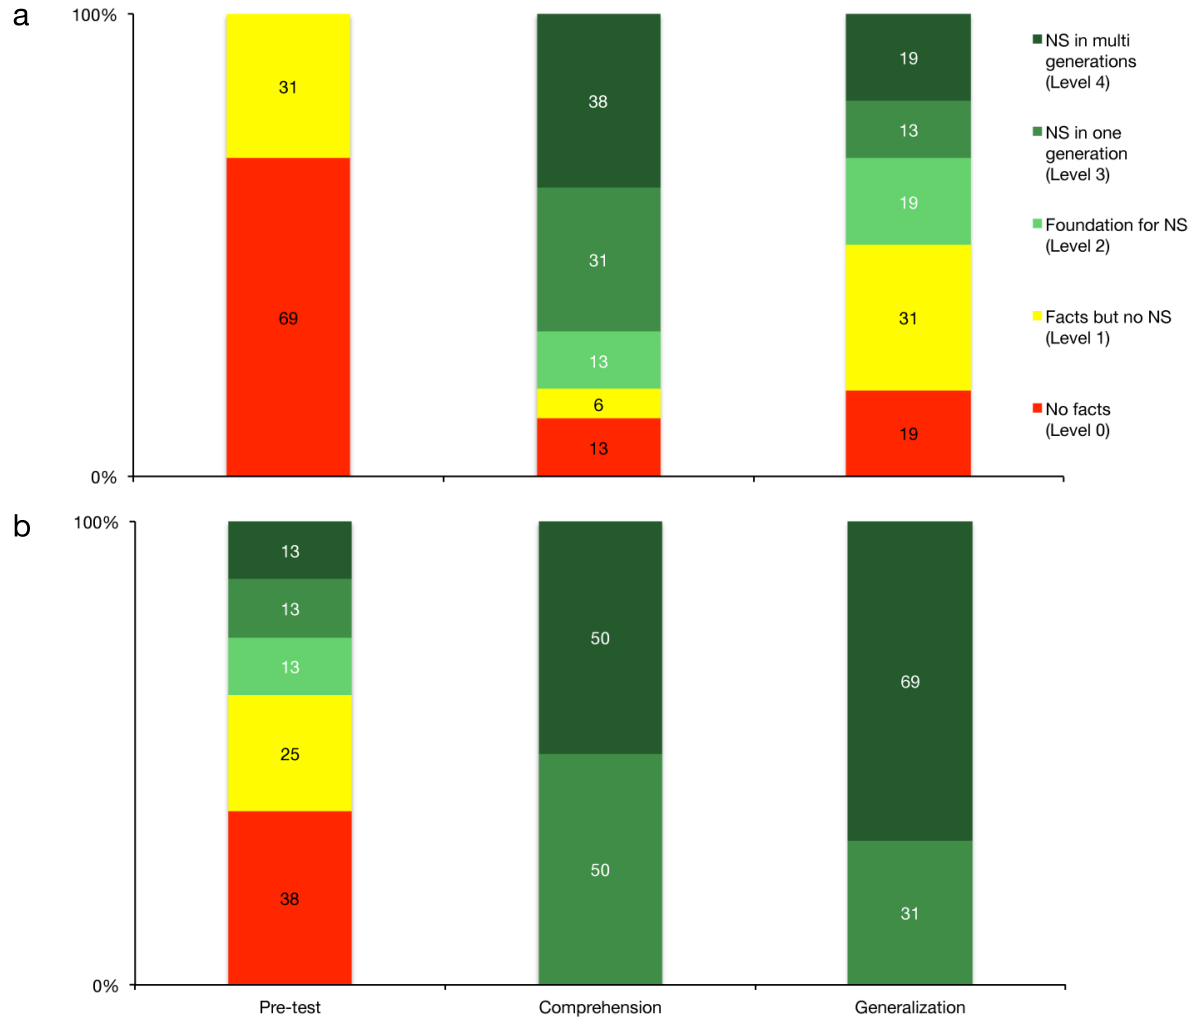 a
100%
31
69
0%
38
31
13
6
13
19
13
19
31
19
NS in multi
generations
(Level 4)
NS in one
generation
(Level 3)
Foundation for NS
(Level 2)
Facts but no NS
(Level 1)
No facts
(Level 0)
b
100%
13
13
13
25
38
0%
50
50
69
31
Pre-test
Comprehension
Generalization